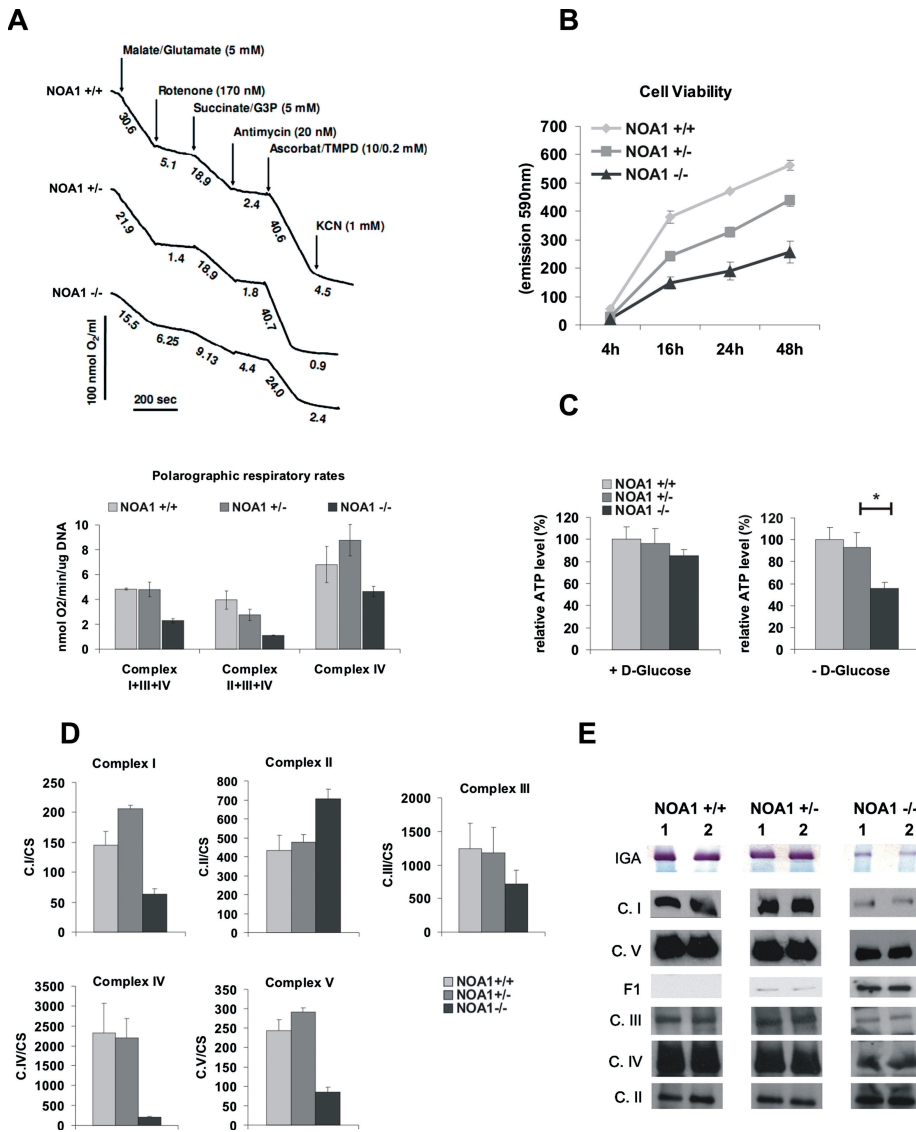 A
Malate/Glutamate (5 mM)
NOA1 +/+
Rotenone (170 nM)
Succinate/G3P (5 mM)
Antimycin (20 nM)
Ascorbat/TMPD (10/0.2 mM)
KCN (1 mM)
30.6
5.1
18.9
2.4
40.6
4.5
NOA1 +/-
21.9
1.4
18.9
1.8
40.7
0.9
NOA1 -/-
15.5
6.25
9.13
4.4
24.0
2.4
100 nmol O2/ml
200 sec
Polarographic respiratory rates
NOA1 +/+
NOA1 +/-
NOA1 -/-
nmol O2/min/ug DNA
10
8
6
4
2
0
Complex I+III+IV
Complex II+III+IV
Complex IV
B
Cell Viability
(emission 590nm)
700
600
500
400
300
200
100
0
NOA1 +/+
NOA1 +/-
NOA1 -/-
4h
16h
24h
48h
C
NOA1 +/+
NOA1 +/-
NOA1 -/-
relative ATP level (%)
120
100
80
60
40
20
0
+ D-Glucose
relative ATP level (%)
120
100
80
60
40
20
0
*
- D-Glucose
D
Complex I
C.I/CS
250
200
150
100
50
0
Complex II
C.II/CS
800
700
600
500
400
300
200
100
0
Complex III
C.III/CS
2000
1500
1000
500
0
Complex IV
C.IV/CS
3500
3000
2500
2000
1500
1000
500
0
Complex V
C.V/CS
350
300
250
200
150
100
50
0
NOA1+/+
NOA1+/-
NOA1-/-
E
NOA1 +/+
NOA1 +/-
NOA1 -/-
1 2
1 2
1 2
IGA
C. I
C. V
F1
C. III
C. IV
C. II